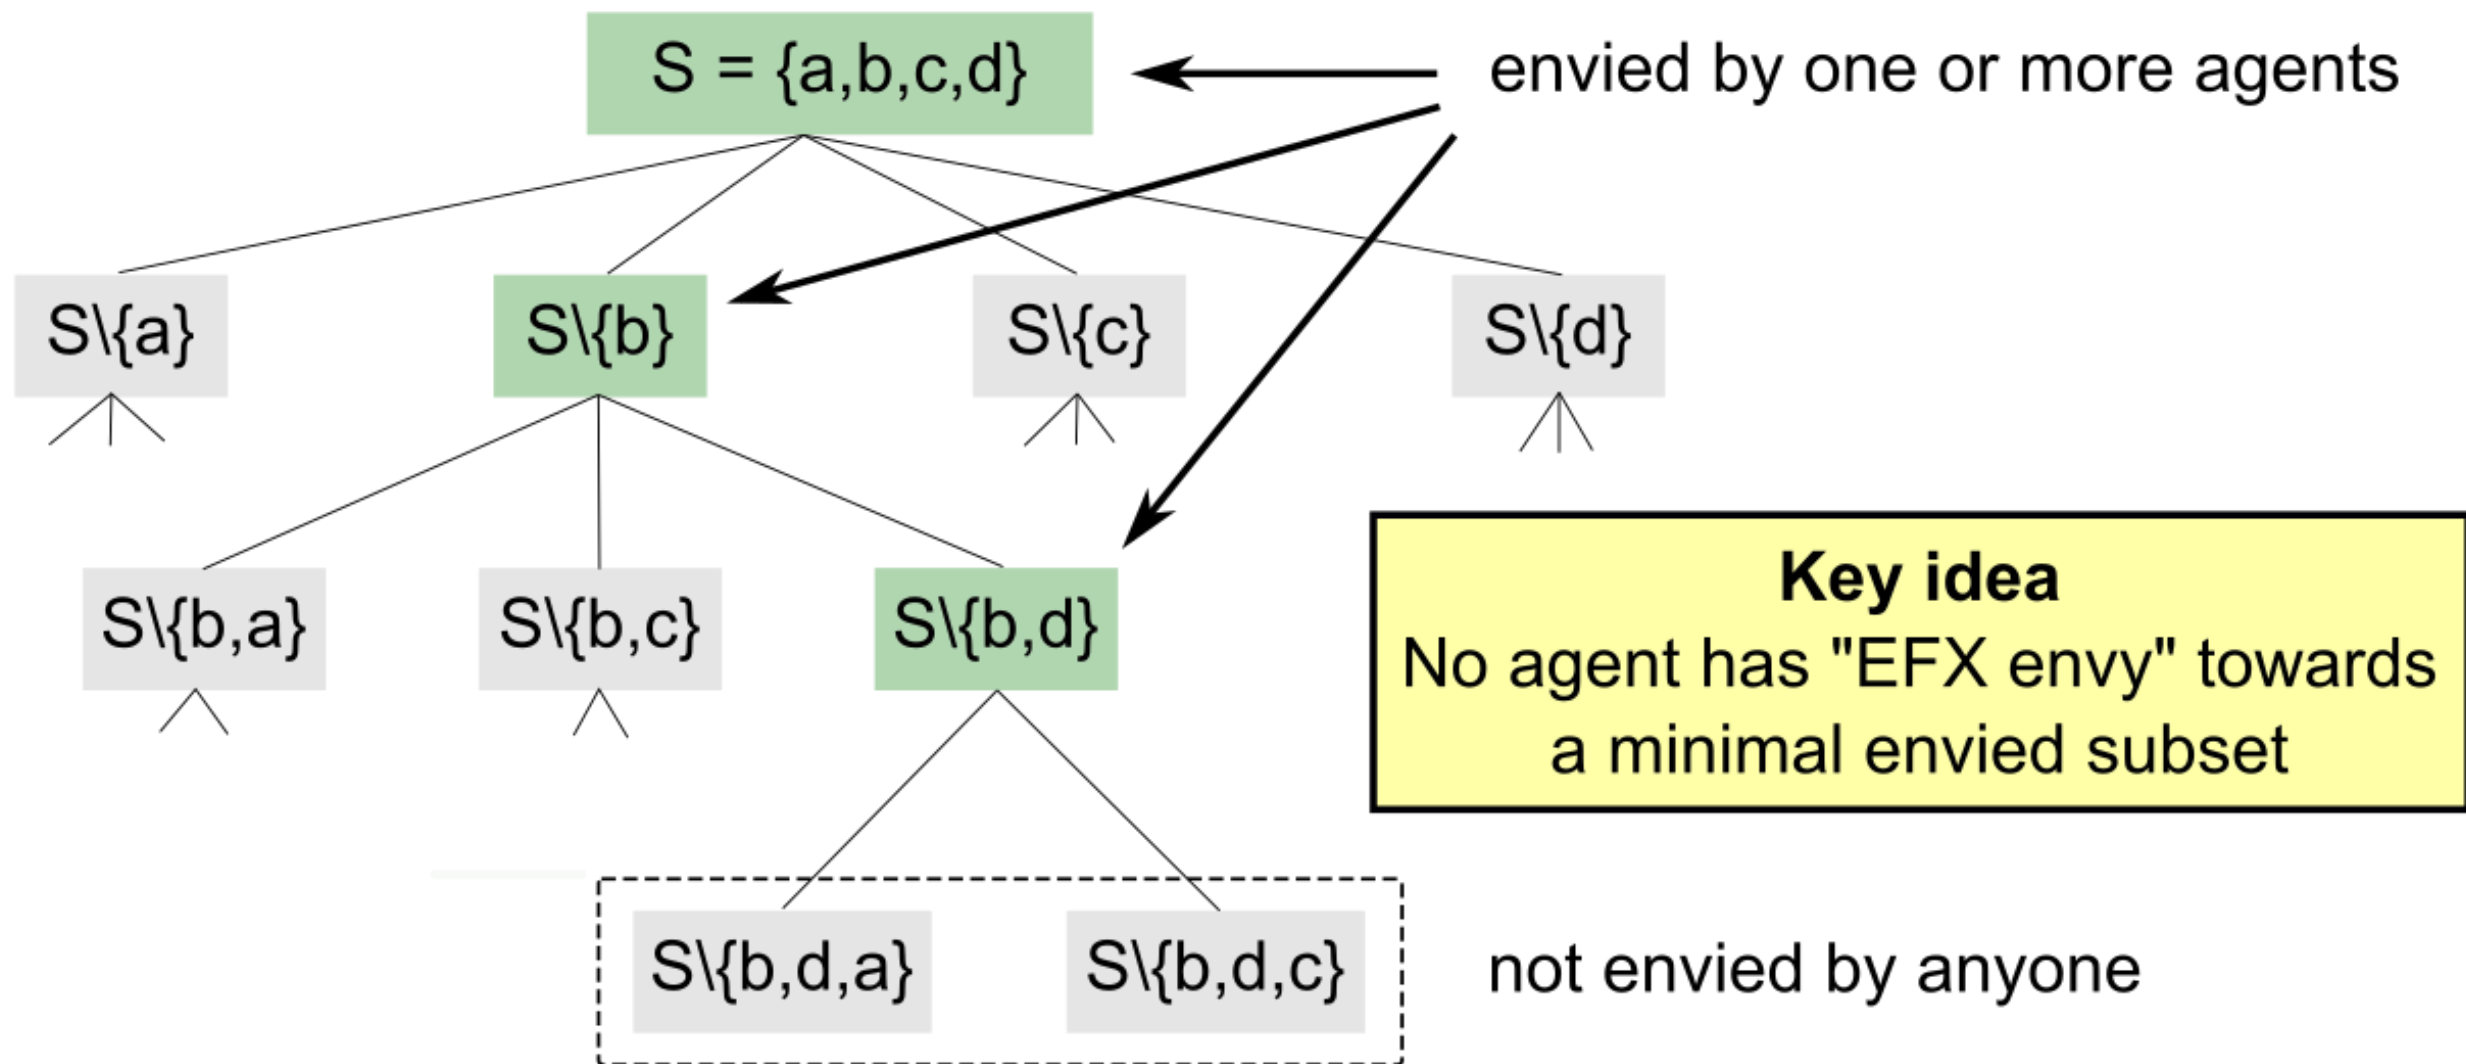 S = {a,b,c,d}
envied by one or more agents
S\{a}
S\{b}
S\{c}
S\{d}
S\{b,a}
S\{b,c}
S\{b,d}
Key idea
No agent has "EFX envy" towards
a minimal envied subset
S\{b,d,a}
S\{b,d,c}
not envied by anyone